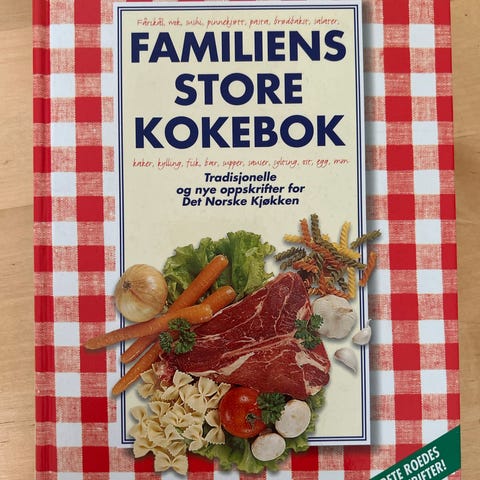 Fårikål, wok, sushi, pinnekjøtt, pasta, brødbakst, salater,
FAMILIENS
STORE
KOKEBOK
kaker, kylling, fisk, bær, supper, sauser, sylting, ost, egg, mm
Tradisjonelle
og nye oppskrifter for
Det Norske Kjøkken
ROEDES